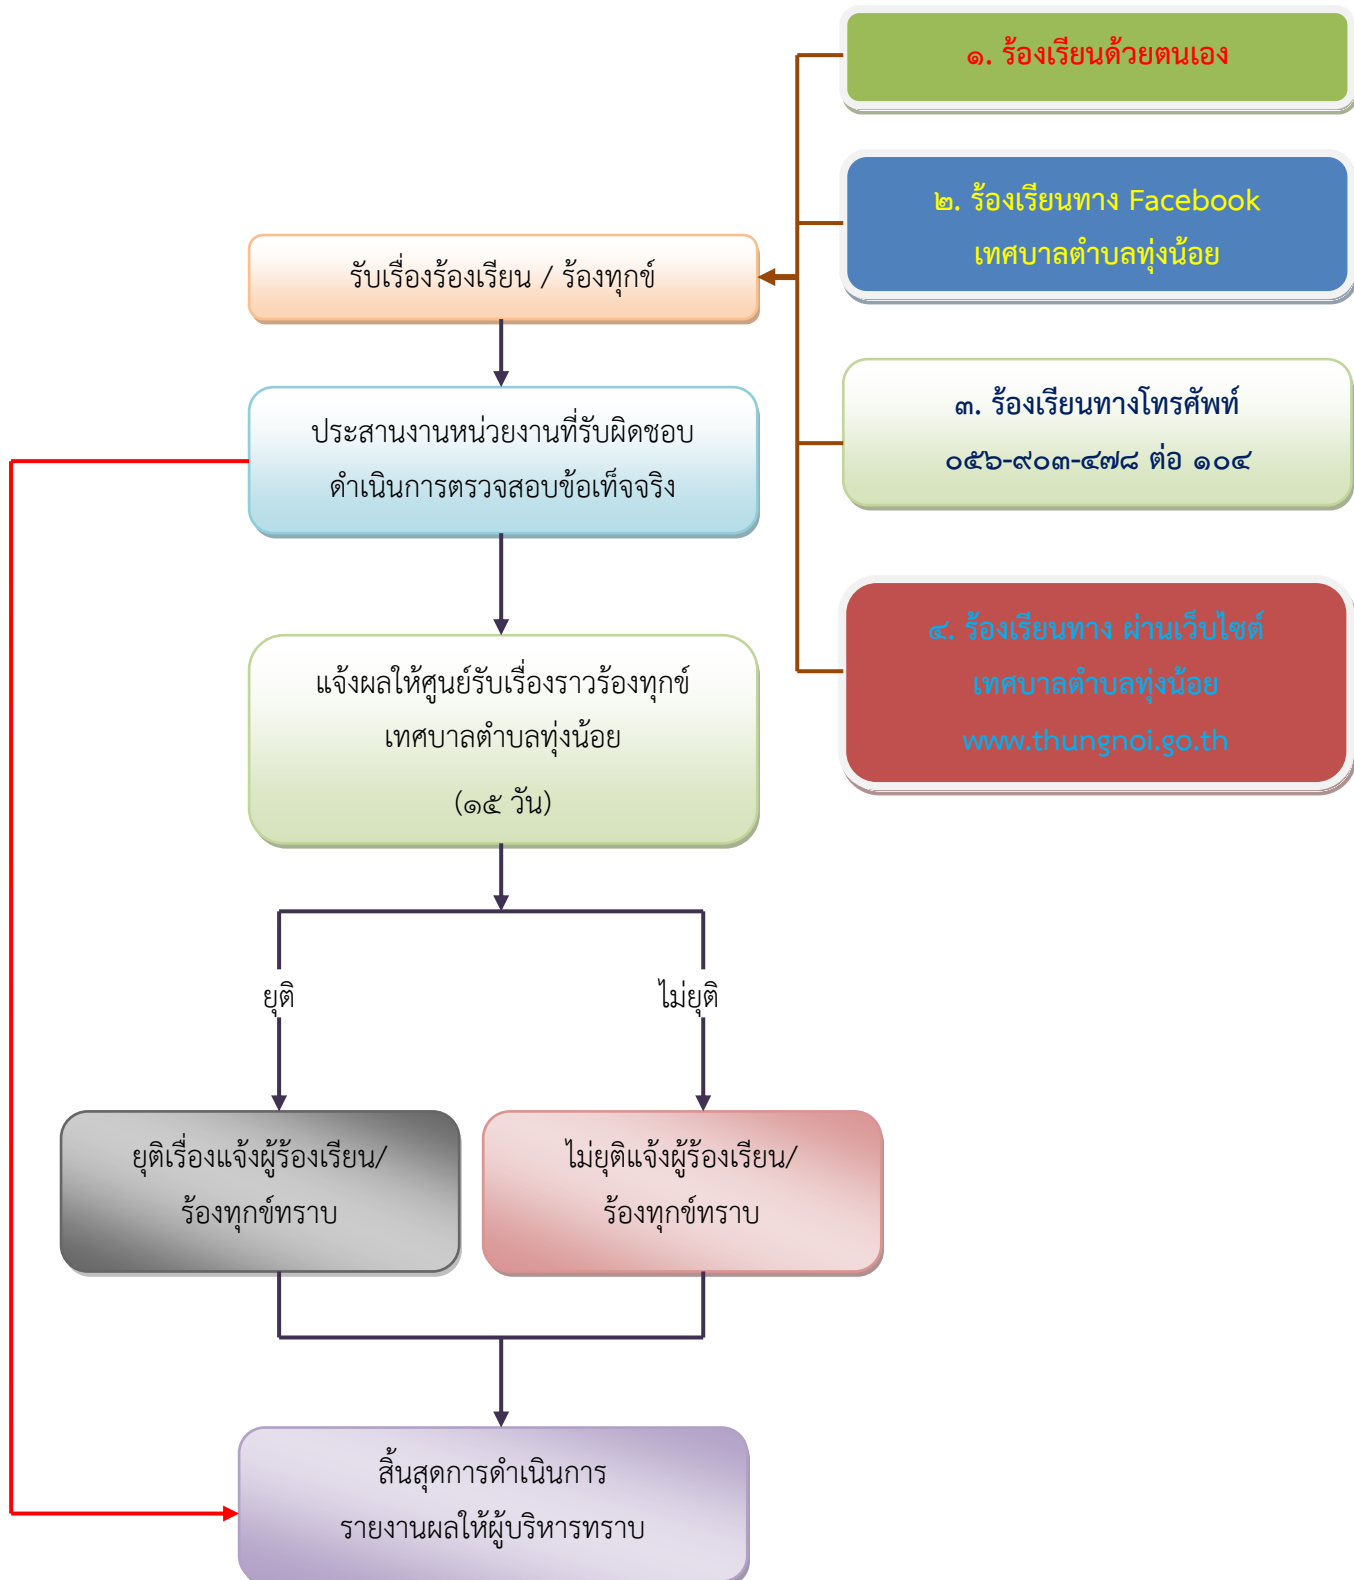 ๑. ร้องเรียนด้วยตนเอง
๒. ร้องเรียนทาง Facebook
เทศบาลตำบลทุ่งน้อย
รับเรื่องร้องเรียน / ร้องทุกข์
๓. ร้องเรียนทางโทรศัพท์
๐๕๖-๙๐๓-๔๗๘ ต่อ ๑๐๔
ประสานงานหน่วยงานที่รับผิดชอบ
ดำเนินการตรวจสอบข้อเท็จจริง
๔. ร้องเรียนทาง ผ่านเว็บไซต์
เทศบาลตำบลทุ่งน้อย
www.thungnoi.go.th
แจ้งผลให้ศูนย์รับเรื่องราวร้องทุกข์
เทศบาลตำบลทุ่งน้อย
(๑๕ วัน)
ยุติ
ไม่ยุติ
ยุติเรื่องแจ้งผู้ร้องเรียน/
ร้องทุกข์ทราบ
ไม่ยุติแจ้งผู้ร้องเรียน/
ร้องทุกข์ทราบ
สิ้นสุดการดำเนินการ
รายงานผลให้ผู้บริหารทราบ